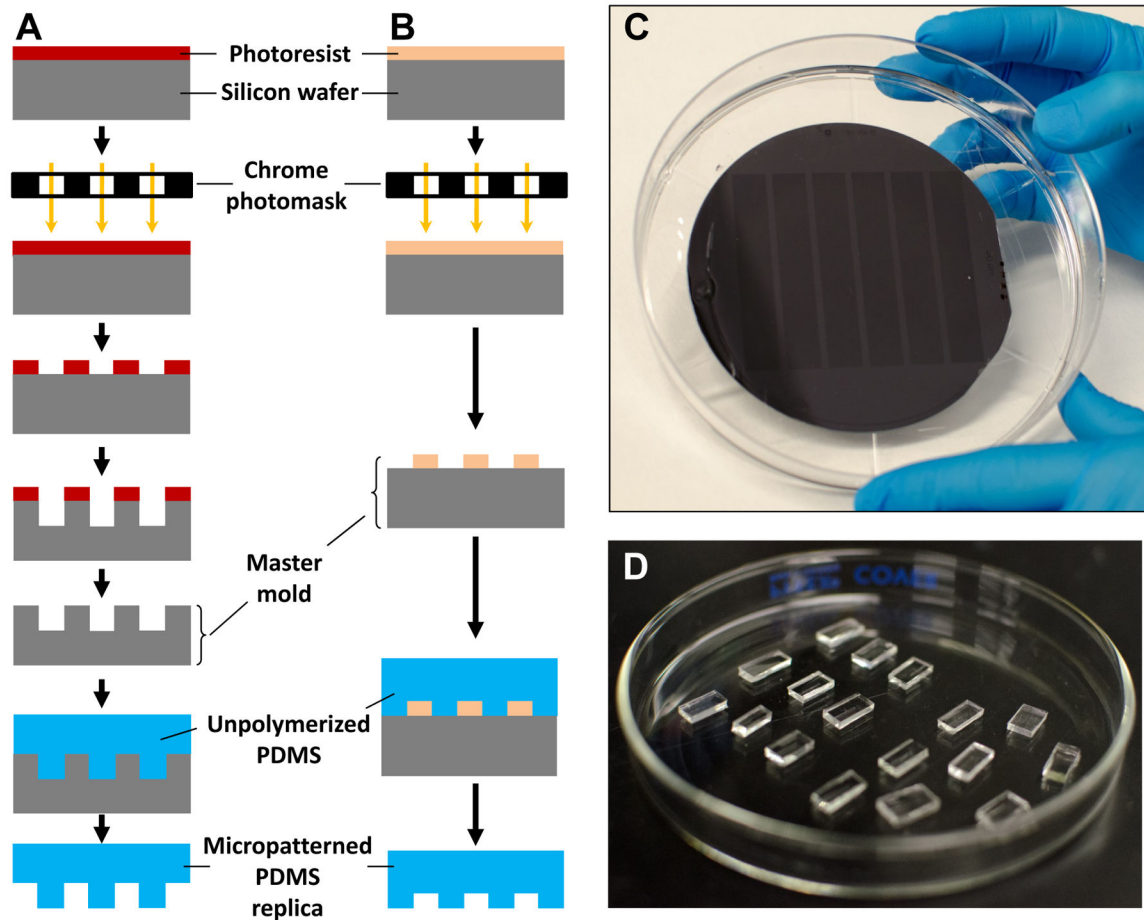 A
B
Photoresist
Silicon wafer
Chrome
photomask
Master
mold
Unpolymerized
PDMS
Micropatterned
PDMS
replica
C
D